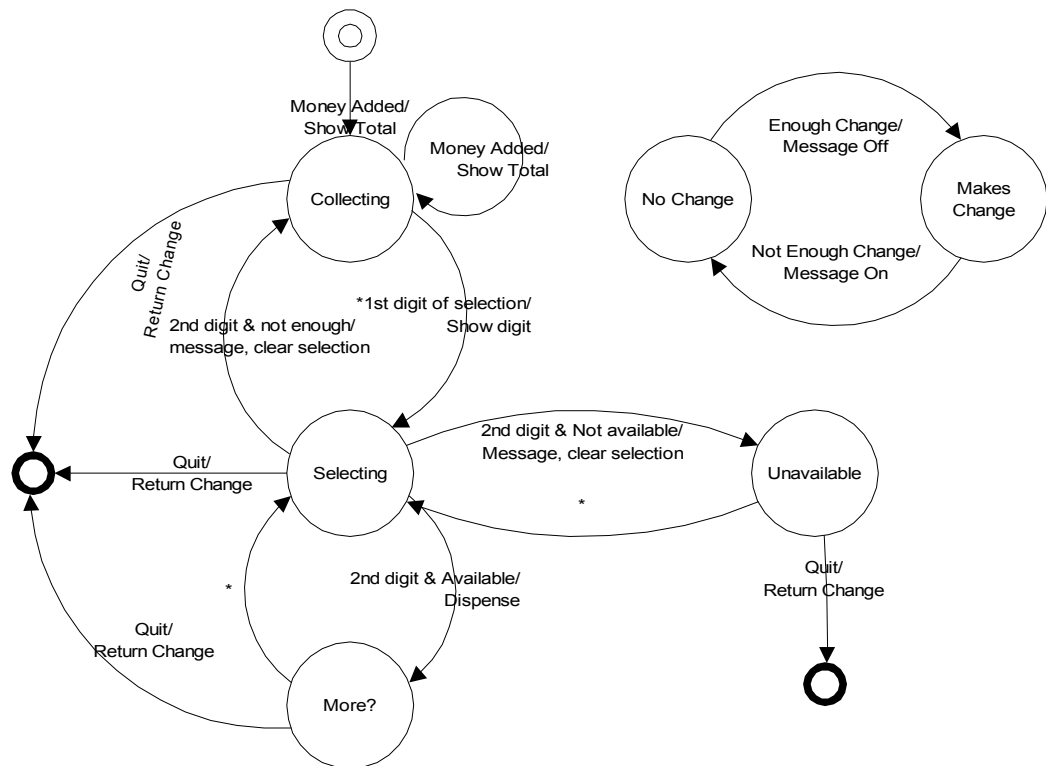 Money Added/
Show Total
Money Added/
Show Total
Collecting
Enough Change/
Message Off
No Change
Makes
Change
Not Enough Change/
Message On
Quit/
Return Change
*1st digit of selection/
Show digit
2nd digit & not enough/
message, clear selection
2nd digit & Not available/
Message, clear selection
Quit/
Return Change
Selecting
Unavailable
*
2nd digit & Available/
Dispense
*
Quit/
Return Change
Quit/
Return Change
More?